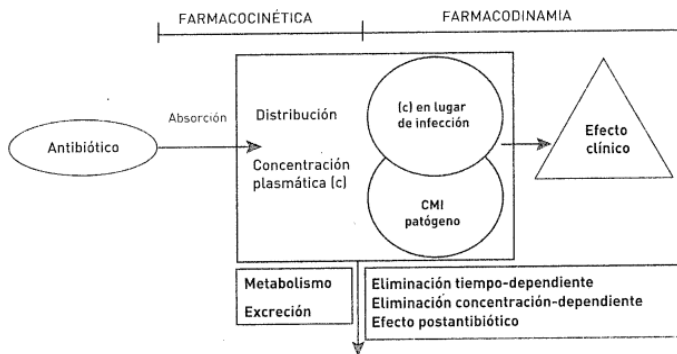 FARMACOCINÉTICA
FARMACODINAMIA
Antibiótico
Absorción
Distribución
Concentración
plasmática (c)
(c) en lugar
de infección
CMI
patógeno
Efecto
clínico
Metabolismo
Excreción
Eliminación tiempo-dependiente
Eliminación concentración-dependiente
Efecto postantibiótico